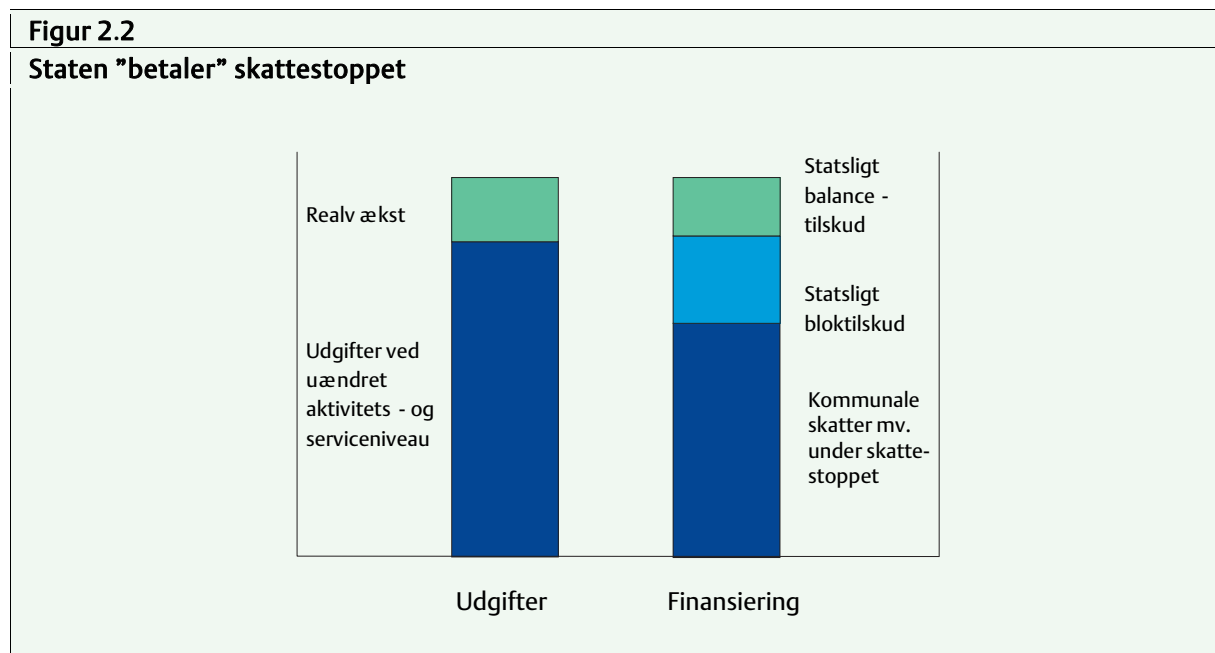 Figur 2.2
Staten ”betaler” skattestoppet
Realv ækst
Udgifter ved
uændret
aktivitets - og
serviceniveau
Statsligt
balance -
tilskud
Statsligt
bloktilskud
Kommunale
skatter mv.
under skatte-
stoppet
Udgifter
Finansiering